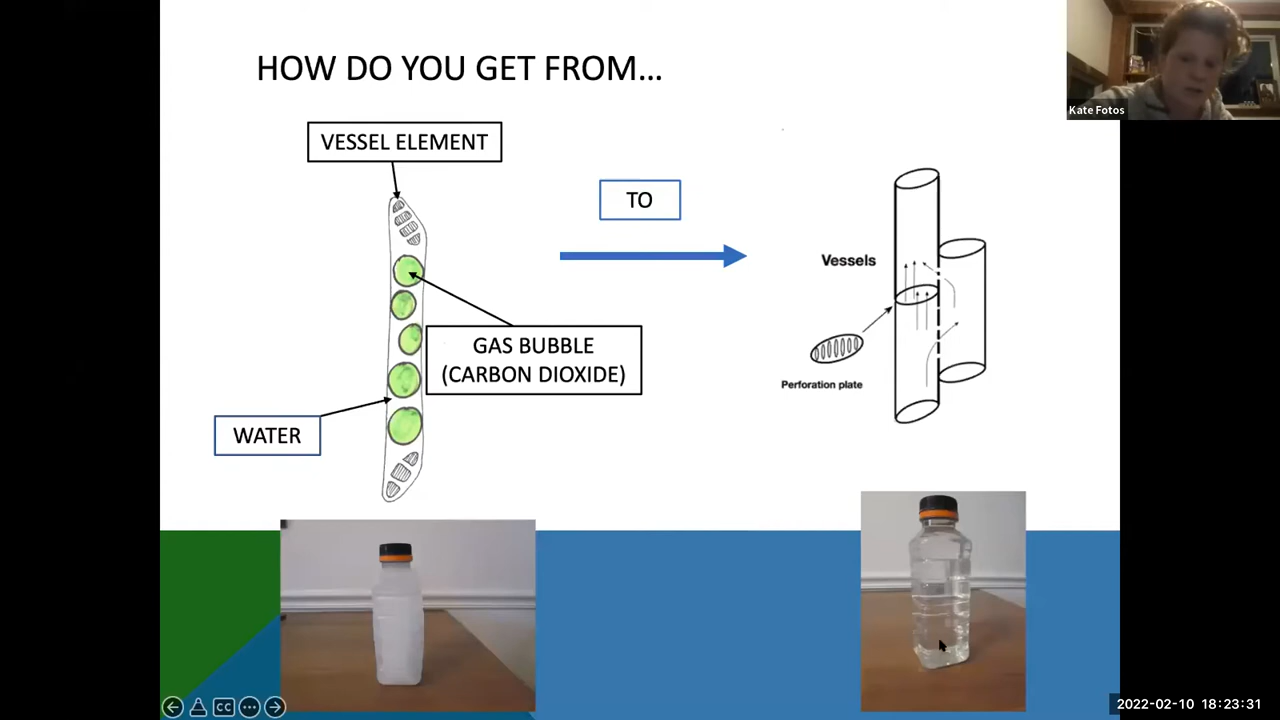 HOW DO YOU GET FROM...
Kate Fotos
VESSEL ELEMENT
TO
Vessels
GAS BUBBLE
(CARBON DIOXIDE)
Perforation plate
WATER
CC
2022-02-10 18:23:31